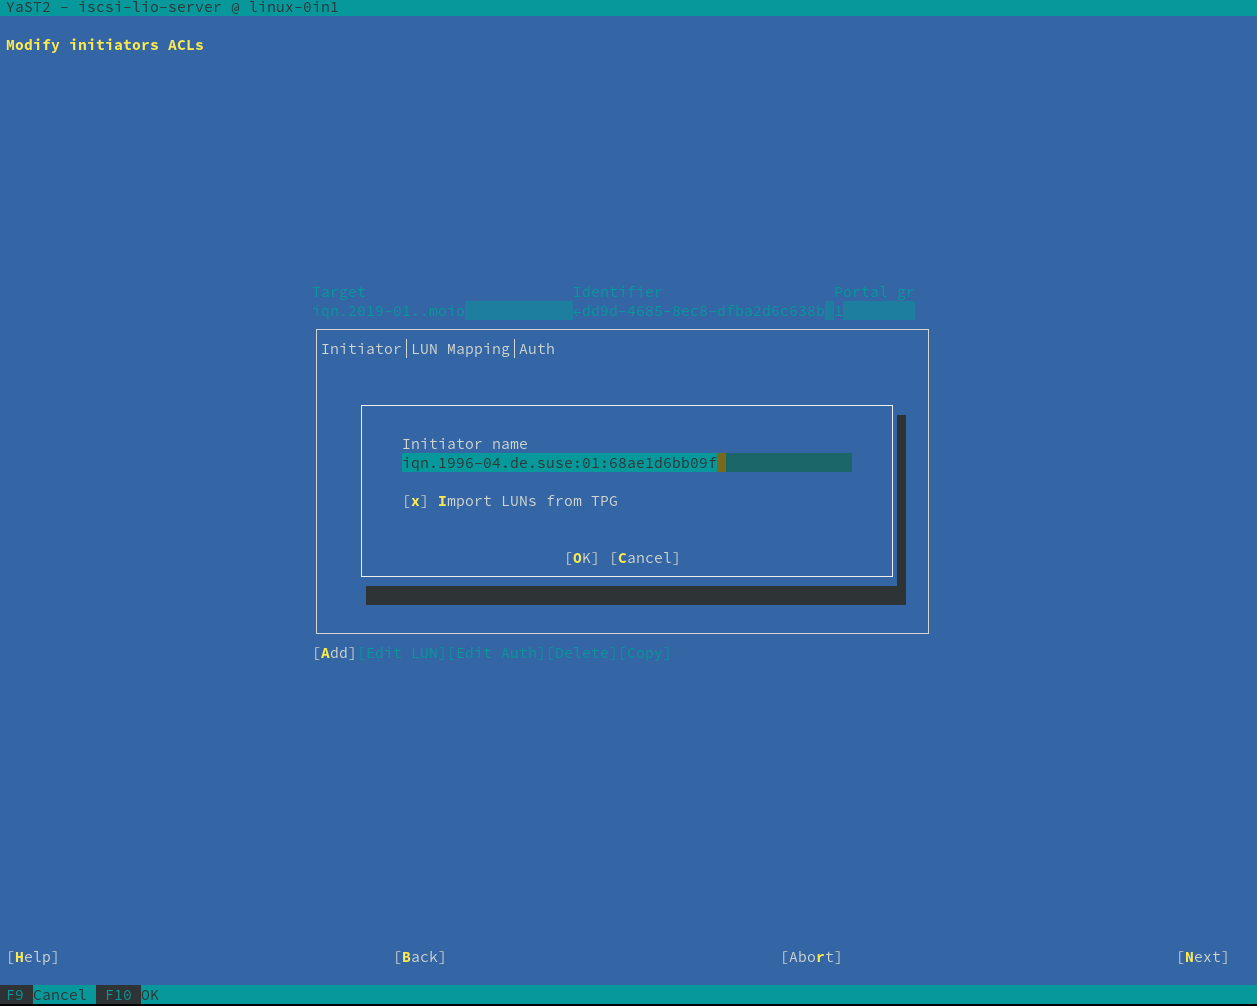 YaST2 - iscsi-lio-server @ linux-0in1
Modify initiators ACLs
Target Identifier Portal gr
iqn.2019-01..mojo ←dd9d-4685-8ec8-dfba2d6c638b 1
Initiator│LUN Mapping│Auth
Initiator name
iqn.1996-04.de.suse:01:68ae1d6bb09f
[x] Import LUNs from TPG
[OK] [Cancel]
[Add][Edit LUN][Edit Auth][Delete][Copy]
[Help] [Back] [Abort] [Next]
F9 Cancel F10 OK